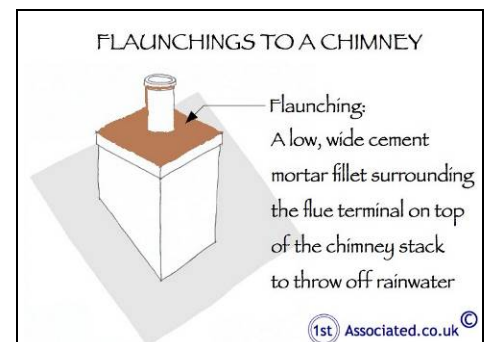 FLAUNCHINGS TO A CHIMNEY
Flaunching:
A low, wide cement
mortar fillet surrounding
the flue terminal on top
of the chimney stack
to throw off rainwater
1st Associated.co.uk ©